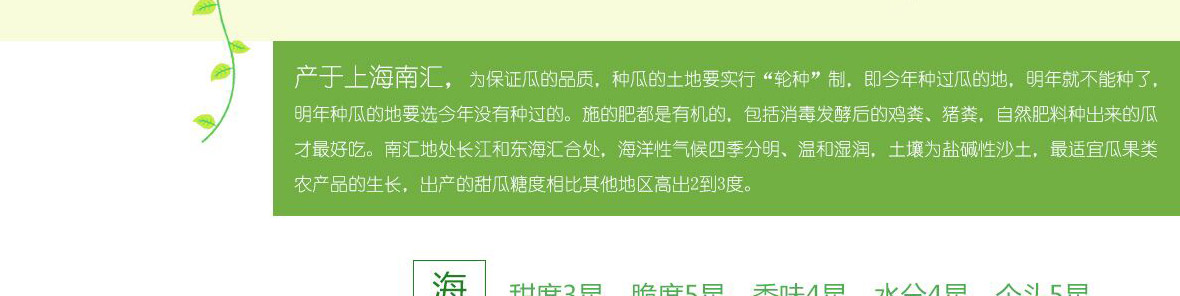 产于上海南汇，为保证瓜的品质，种瓜的土地要实行“轮种”制，即今年种过瓜的地，明年就不能种了，
明年种瓜的地要选今年没有种过的。施的肥都是有机的，包括消毒发酵后的鸡粪、猪粪，自然肥料种出来的瓜
才最好吃。南汇地处长江和东海汇合处，海洋性气候四季分明、温和湿润，土壤为盐碱性沙土，最适宜瓜果类
农产品的生长，出产的甜瓜糖度相比其他地区高出2到3度。
海 甜度3星 脆度5星 香味4星 水分4星 个头5星